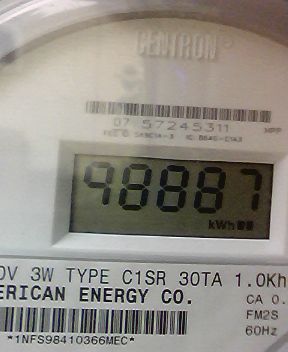 CENTRON®
07 57245311
98887
kWh
0V 3W TYPE C1SR 30TA 1.0Kh
ERICAN ENERGY CO.
CA 0.
FM2S
60Hz
*1NFS98410366MEC*